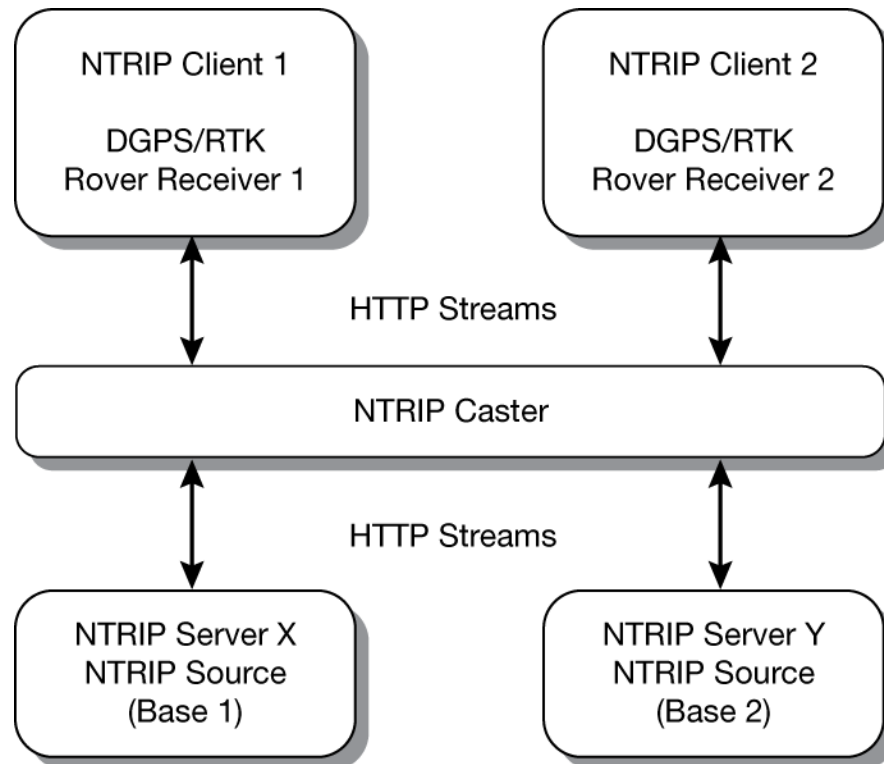 NTRIP Client 1
DGPS/RTK
Rover Receiver 1
NTRIP Client 2
DGPS/RTK
Rover Receiver 2
HTTP Streams
NTRIP Caster
HTTP Streams
NTRIP Server X
NTRIP Source
(Base 1)
NTRIP Server Y
NTRIP Source
(Base 2)